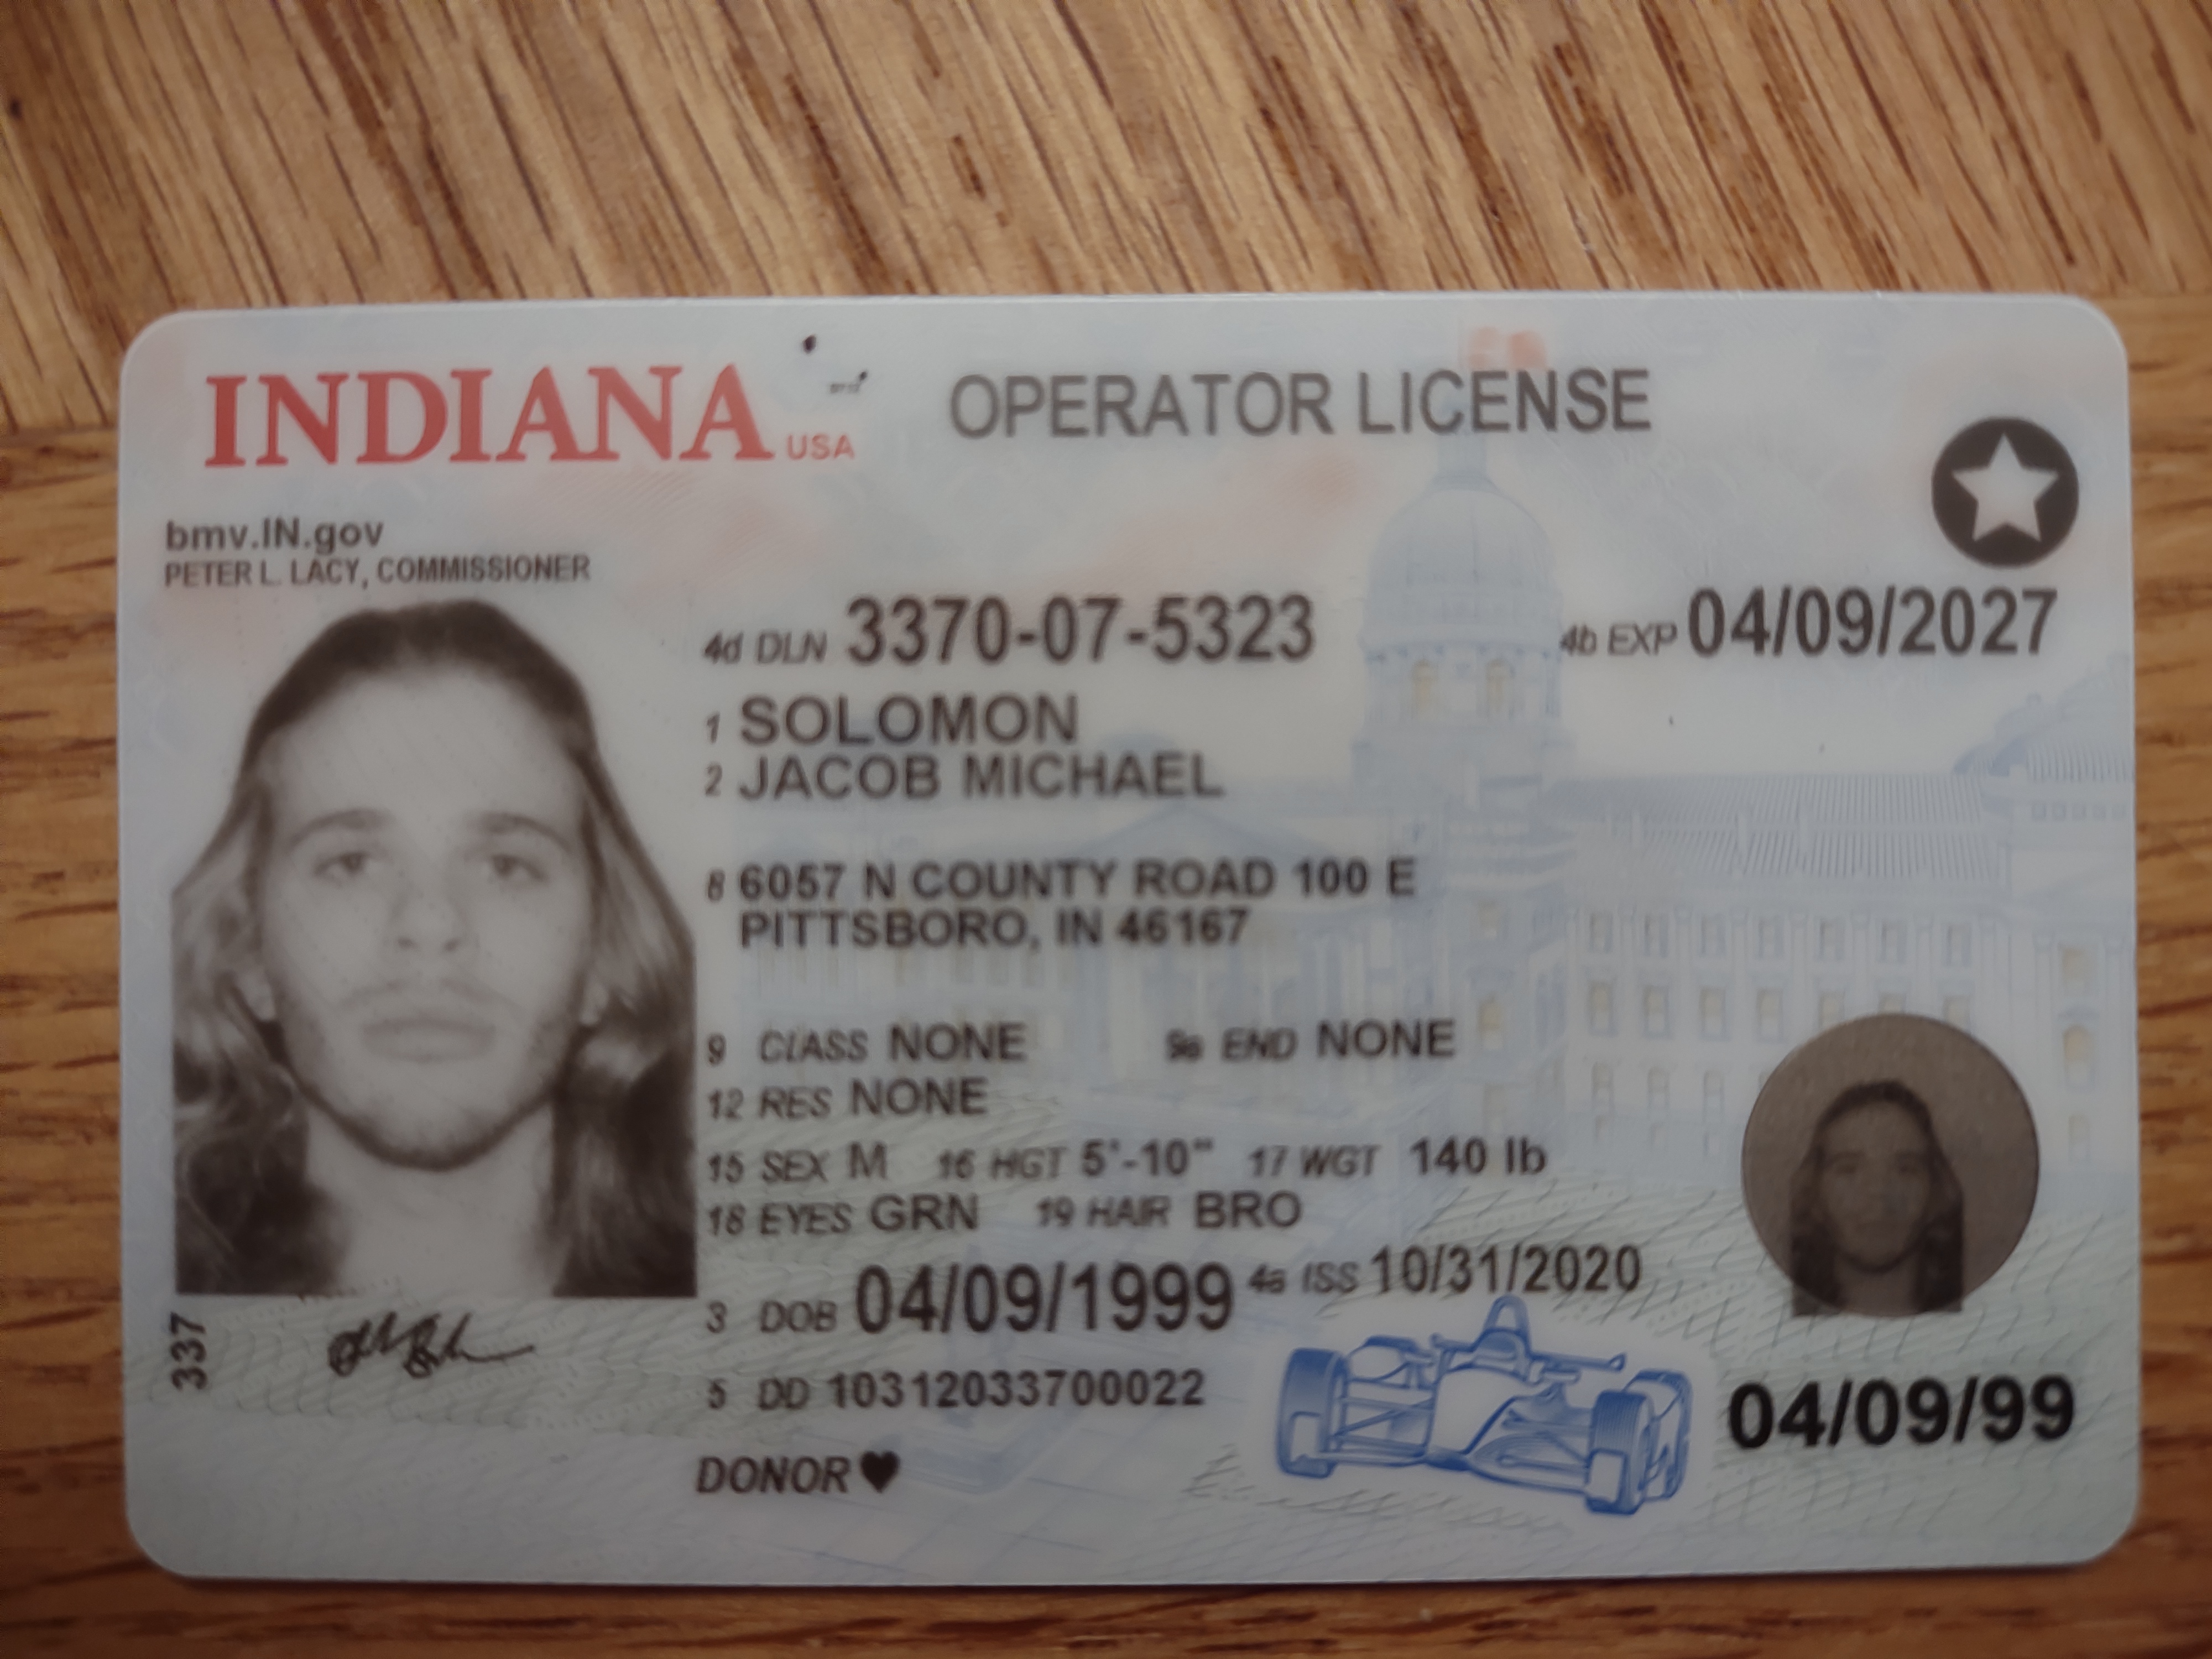 INDIANA USA OPERATOR LICENSE
bmv.IN.gov
PETER L. LACY, COMMISSIONER
4d DLN 3370-07-5323 4b EXP 04/09/2027
1 SOLOMON
2 JACOB MICHAEL
8 6057 N COUNTY ROAD 100 E
PITTSBORO, IN 46167
9 CLASS NONE 9a END NONE
12 RES NONE
15 SEX M 16 HGT 5'-10" 17 WGT 140 lb
18 EYES GRN 19 HAIR BRO
3 DOB 04/09/1999 4a ISS 10/31/2020
337
5 DD 10312033700022
04/09/99
DONOR♥